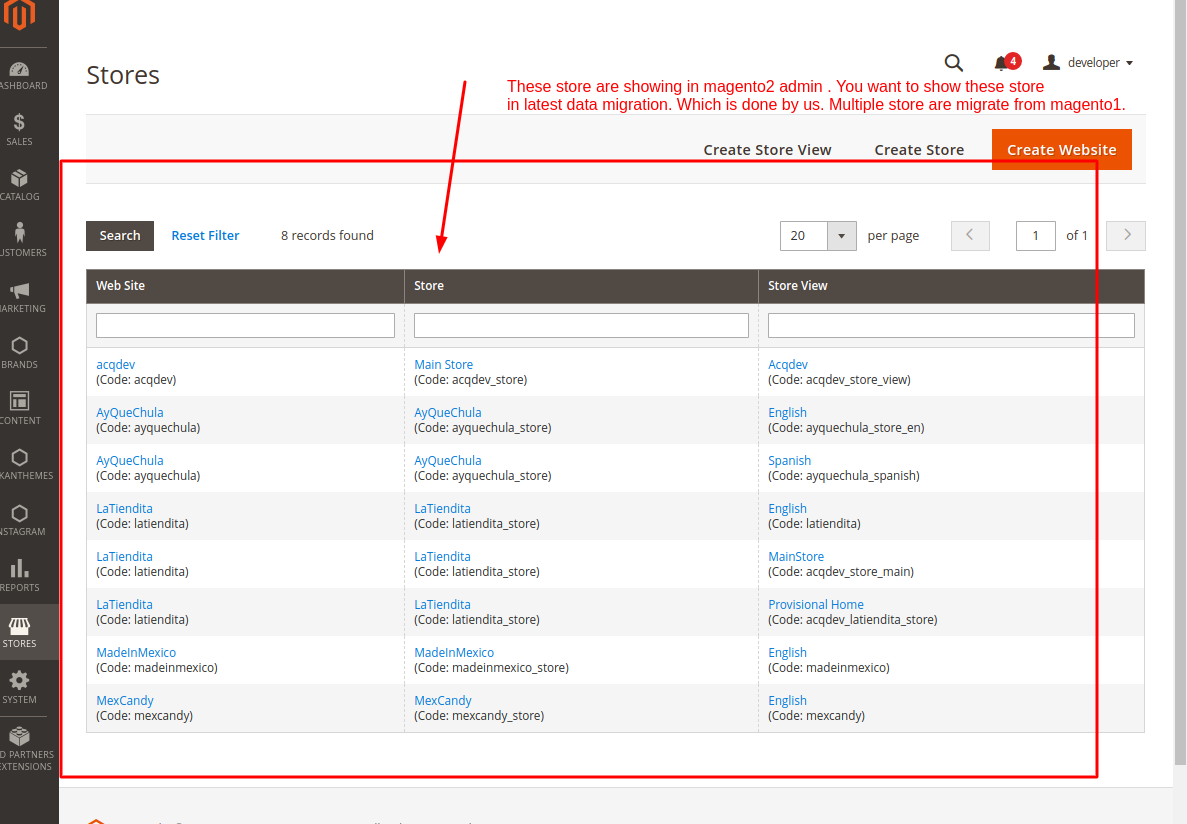 DASHBOARD
SALES
CATALOG
CUSTOMERS
MARKETING
BRANDS
CONTENT
KANTHEMES
INSTAGRAM
REPORTS
STORES
SYSTEM
D PARTNERS
EXTENSIONS
Stores
4
developer
These store are showing in magento2 admin . You want to show these store
in latest data migration. Which is done by us. Multiple store are migrate from magento1.
Create Store View Create Store Create Website
Search Reset Filter 8 records found 20 per page 1 of 1
Web Site Store Store View
acqdev Main Store Acqdev
(Code: acqdev) (Code: acqdev_store) (Code: acqdev_store_view)
AyQueChula AyQueChula English
(Code: ayquechula) (Code: ayquechula_store) (Code: ayquechula_store_en)
AyQueChula AyQueChula Spanish
(Code: ayquechula) (Code: ayquechula_store) (Code: ayquechula_spanish)
LaTiendita LaTiendita English
(Code: latiendita) (Code: latiendita_store) (Code: latiendita)
LaTiendita LaTiendita MainStore
(Code: latiendita) (Code: latiendita_store) (Code: acqdev_store_main)
LaTiendita LaTiendita Provisional Home
(Code: latiendita) (Code: latiendita_store) (Code: acqdev_latiendita_store)
MadeInMexico MadeInMexico English
(Code: madeinmexico) (Code: madeinmexico_store) (Code: madeinmexico)
MexCandy MexCandy English
(Code: mexcandy) (Code: mexcandy_store) (Code: mexcandy)